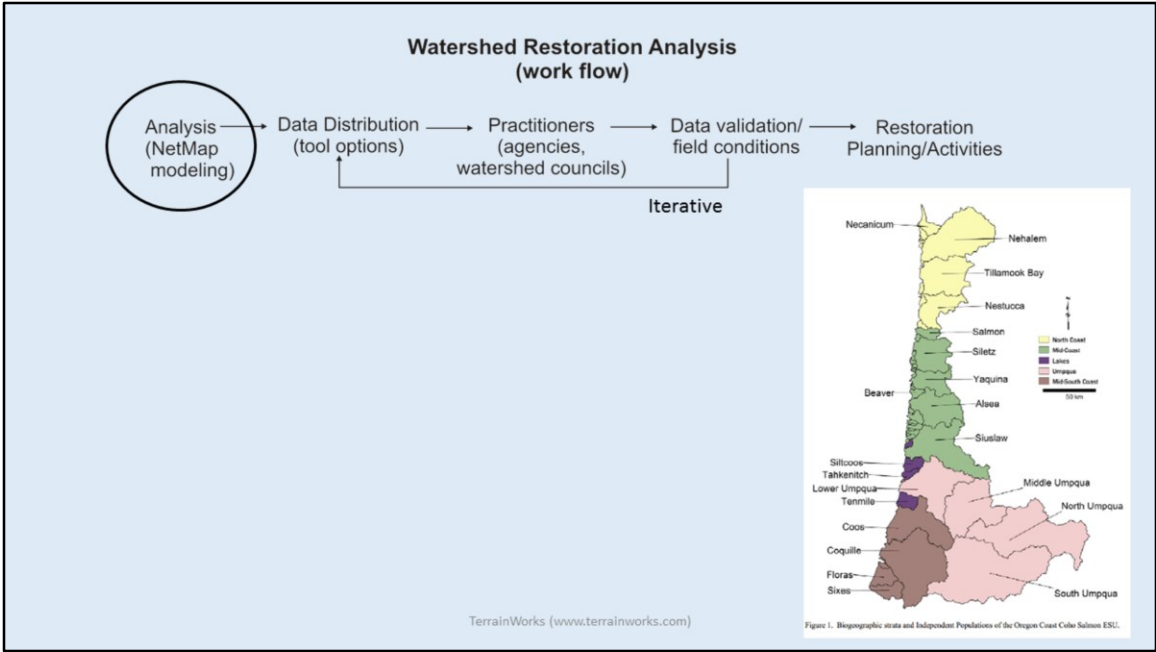 Watershed Restoration Analysis
(work flow)
Analysis
(NetMap
modeling)
Data Distribution
(tool options)
Practitioners
(agencies,
watershed councils)
Data validation/
field conditions
Restoration
Planning/Activities
Iterative
Necanicum
Nehalem
Tillamook Bay
Nestucca
Salmon
Siletz
Yaquina
Beaver
Alsea
Siuslaw
Siltcoos
Tahkenitch
Lower Umpqua
Tenmile
Middle Umpqua
North Umpqua
Coos
Coquille
Floras
Sixes
South Umpqua
North Coast
Mid-Coast
Lakes
Umpqua
Mid-South Coast
50 km
Figure 1. Biogeographic strata and Independent Populations of the Oregon Coast Coho Salmon ESU.
TerrainWorks (www.terrainworks.com)